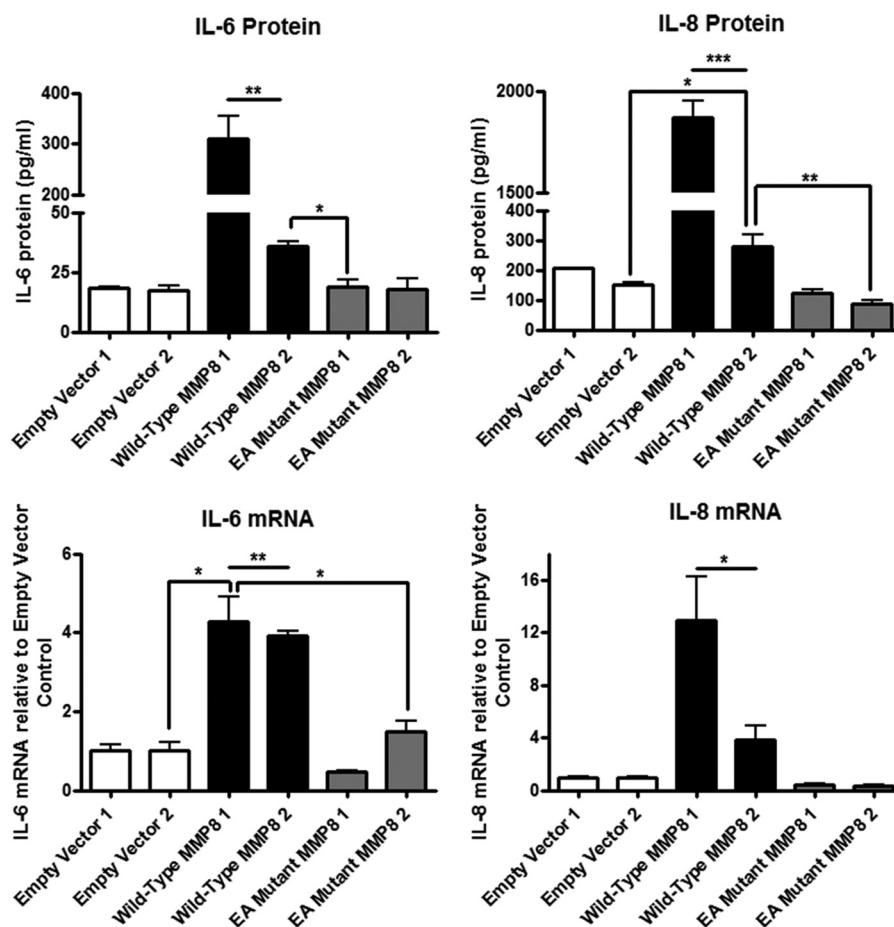 IL-6 Protein
**
*
IL-6 protein (pg/ml)
400
300
200
50
25
0
Empty Vector 1
Empty Vector 2
Wild-Type MMP8 1
Wild-Type MMP8 2
EA Mutant MMP8 1
EA Mutant MMP8 2
IL-8 Protein
***
*
**
IL-8 protein (pg/ml)
2000
1500
400
300
200
100
0
Empty Vector 1
Empty Vector 2
Wild-Type MMP8 1
Wild-Type MMP8 2
EA Mutant MMP8 1
EA Mutant MMP8 2
IL-6 mRNA
*
**
*
IL-6 mRNA relative to Empty Vector
Control
6
4
2
0
Empty Vector 1
Empty Vector 2
Wild-Type MMP8 1
Wild-Type MMP8 2
EA Mutant MMP8 1
EA Mutant MMP8 2
IL-8 mRNA
*
IL-8 mRNA relative to Empty Vector
Control
16
12
8
4
0
Empty Vector 1
Empty Vector 2
Wild-Type MMP8 1
Wild-Type MMP8 2
EA Mutant MMP8 1
EA Mutant MMP8 2